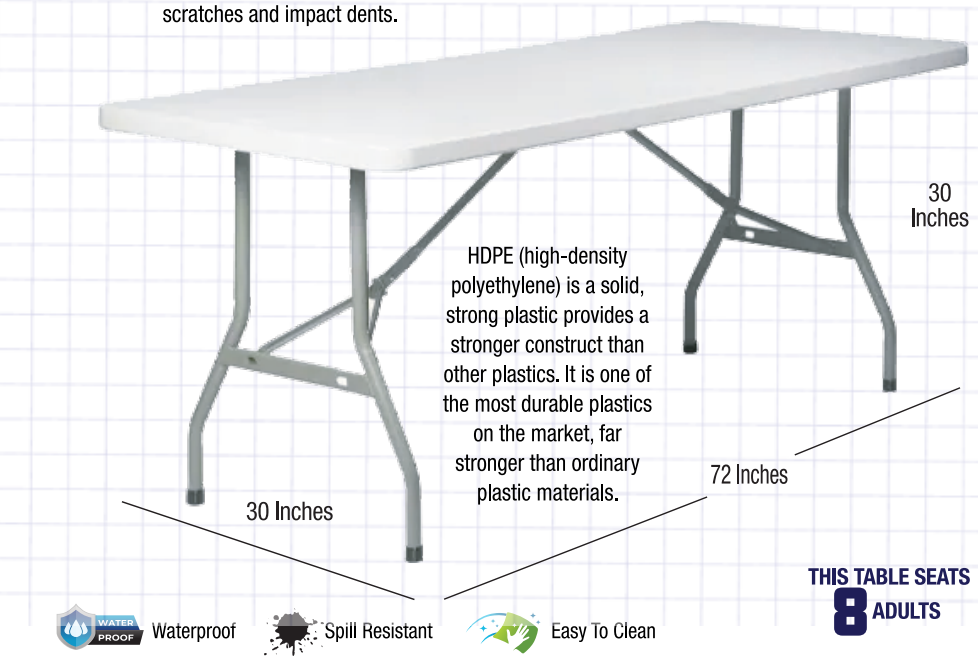 scratches and impact dents.
30
Inches
HDPE (high-density
polyethylene) is a solid,
strong plastic provides a
stronger construct than
other plastics. It is one of
the most durable plastics
on the market, far
stronger than ordinary
plastic materials.
72 Inches
30 Inches
THIS TABLE SEATS
8 ADULTS
WATER
PROOF
Waterproof
Spill Resistant
Easy To Clean